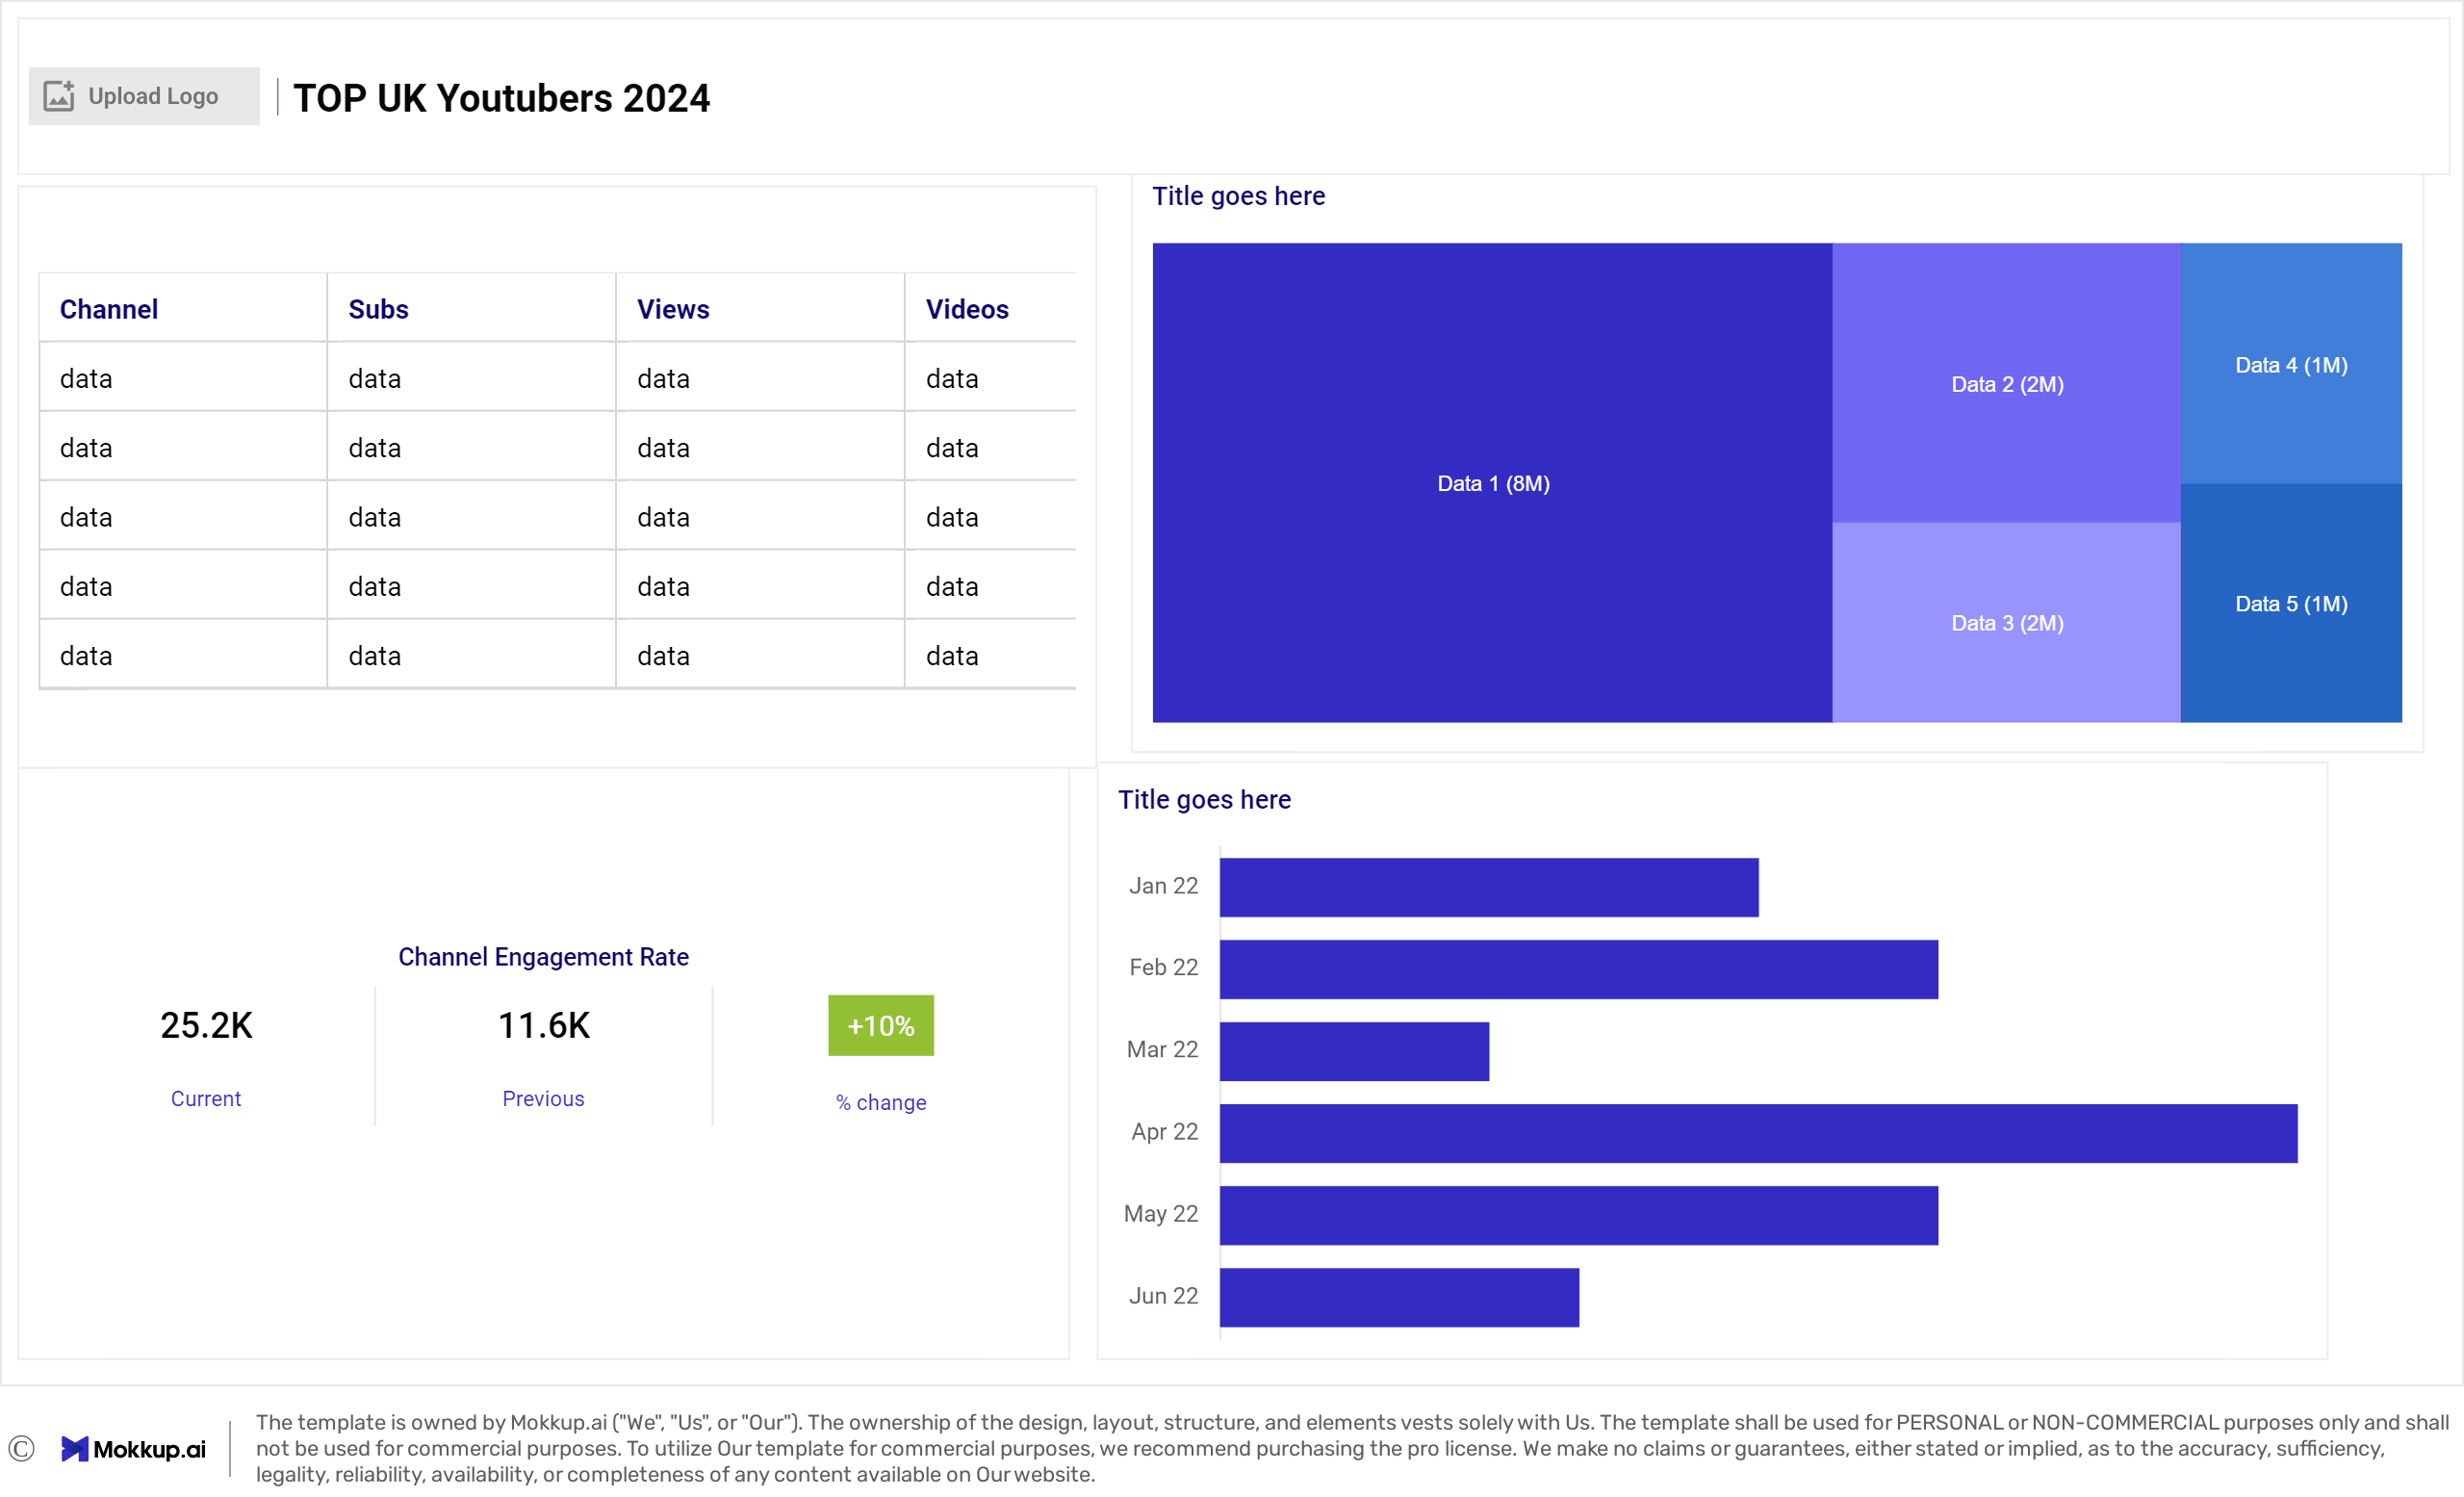 Upload Logo
TOP UK Youtubers 2024
Channel Subs Views Videos
data data data data
data data data data
data data data data
data data data data
data data data data
Title goes here
Data 1 (8M)
Data 2 (2M)
Data 3 (2M)
Data 4 (1M)
Data 5 (1M)
Channel Engagement Rate
25.2K 11.6K +10%
Current Previous % change
Title goes here
Jan 22
Feb 22
Mar 22
Apr 22
May 22
Jun 22
© Mokkup.ai
The template is owned by Mokkup.ai ("We", "Us", or "Our"). The ownership of the design, layout, structure, and elements vests solely with Us. The template shall be used for PERSONAL or NON-COMMERCIAL purposes only and shall
not be used for commercial purposes. To utilize Our template for commercial purposes, we recommend purchasing the pro license. We make no claims or guarantees, either stated or implied, as to the accuracy, sufficiency,
legality, reliability, availability, or completeness of any content available on Our website.